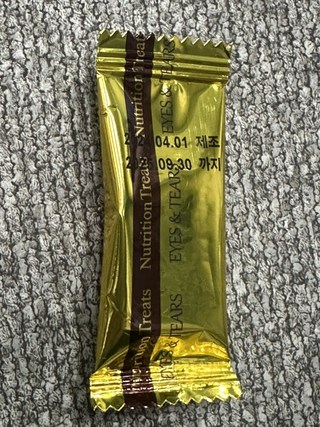 Nutrition Treats
Nutrition Treats
Treats
EYES & TEARS
EYES & TEARS
EYES & TEARS
04.01 제조
09.30 까지